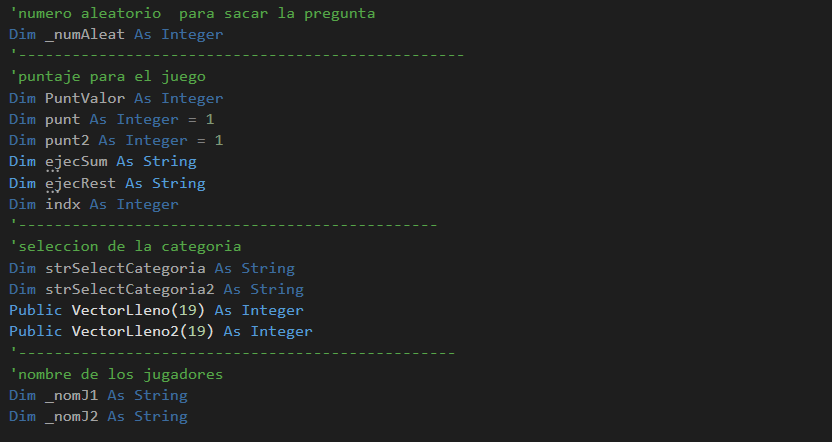 'numero aleatorio  para sacar la pregunta
Dim _numAleat As Integer
'--------------------------------------------------
'puntaje para el juego
Dim PuntValor As Integer
Dim punt As Integer = 1
Dim punt2 As Integer = 1
Dim ejecSum As String
Dim ejecRest As String
Dim indx As Integer
'-----------------------------------------------
'seleccion de la categoria
Dim strSelectCategoria As String
Dim strSelectCategoria2 As String
Public VectorLleno(19) As Integer
Public VectorLleno2(19) As Integer
'-------------------------------------------------
'nombre de los jugadores
Dim _nomJ1 As String
Dim _nomJ2 As String